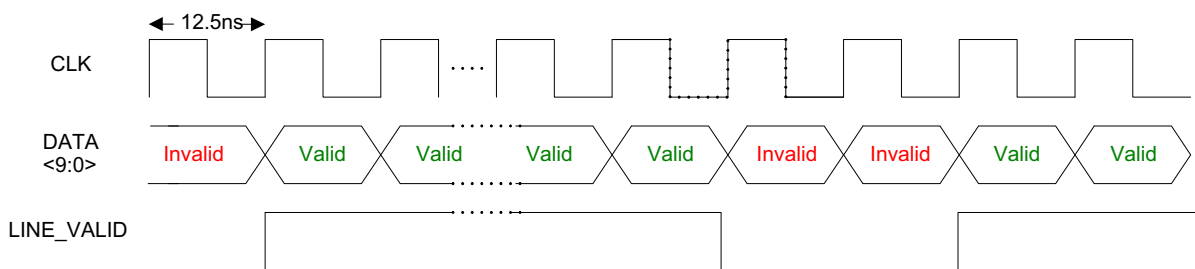 12.5ns
CLK
DATA
<9:0>
Invalid Valid Valid Valid Valid Invalid Invalid Valid Valid
LINE_VALID